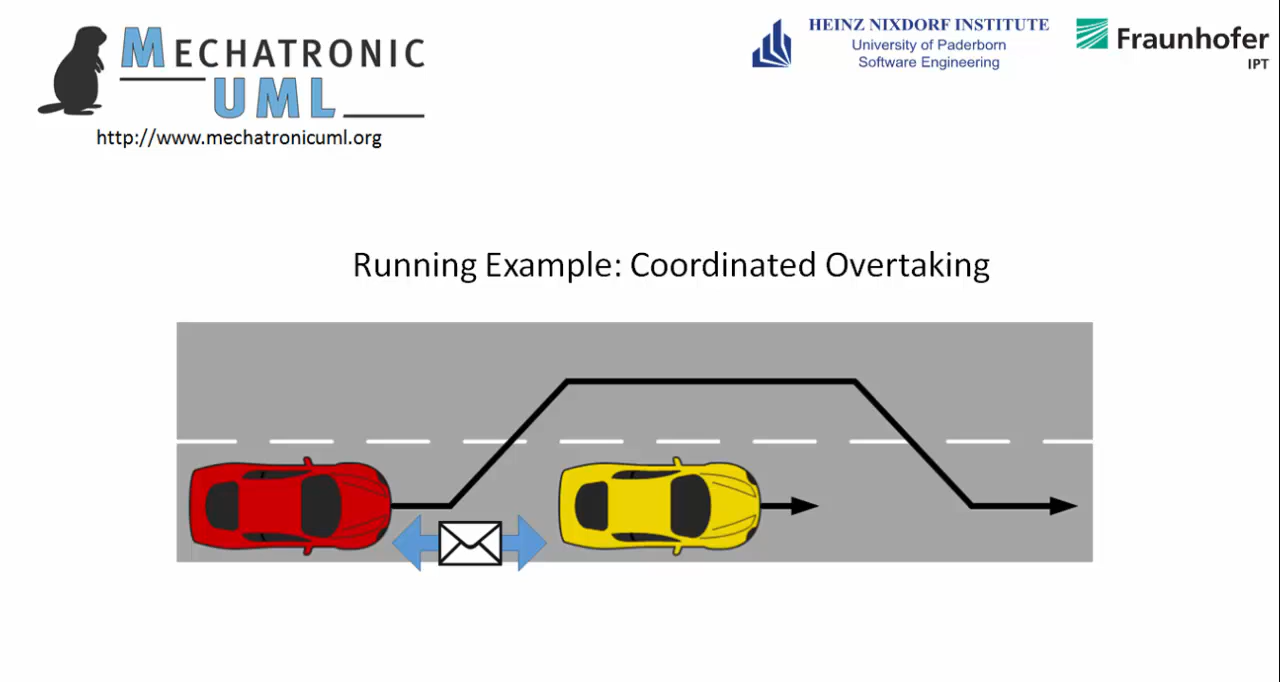 MECHATRONIC
UML
http://www.mechatronicuml.org
HEINZ NIXDORF INSTITUTE
University of Paderborn
Software Engineering
Fraunhofer
IPT
Running Example: Coordinated Overtaking